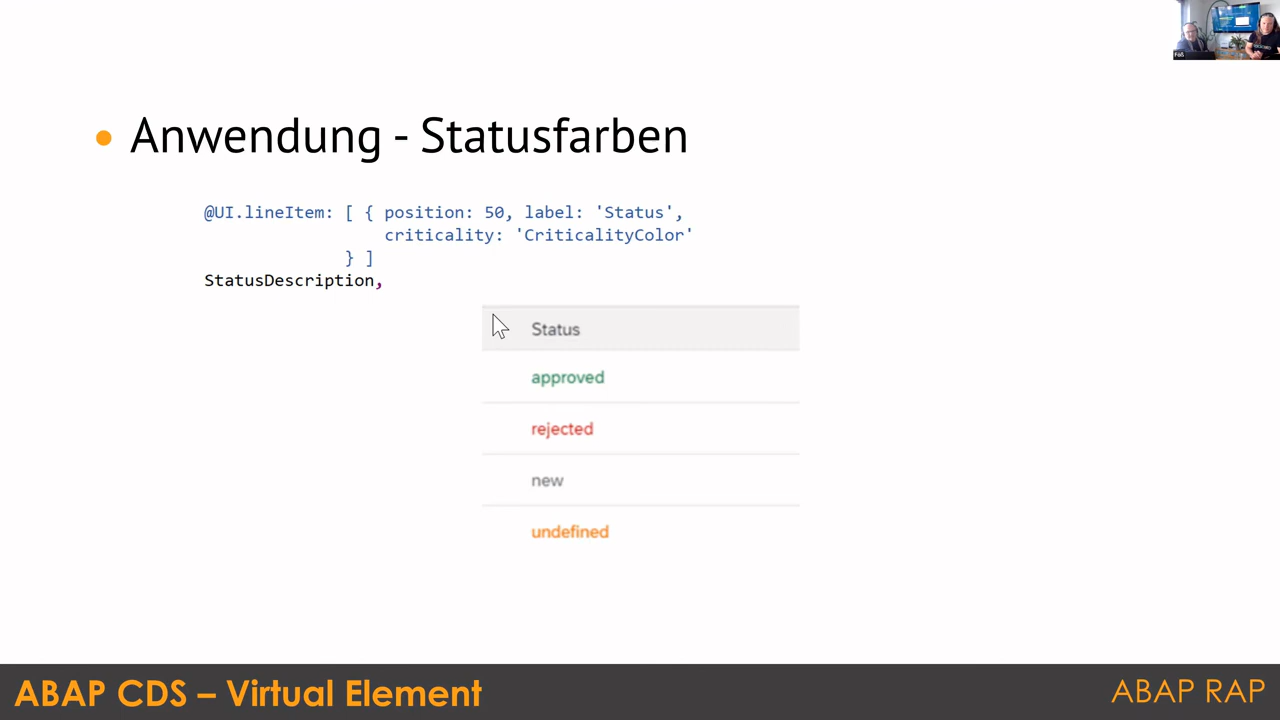 Anwendung - Statusfarben
@UI.lineItem: [ { position: 50, label: 'Status',
criticality: 'CriticalityColor'
} ]
StatusDescription,
Status
approved
rejected
new
undefined
ABAP CDS – Virtual Element
ABAP RAP